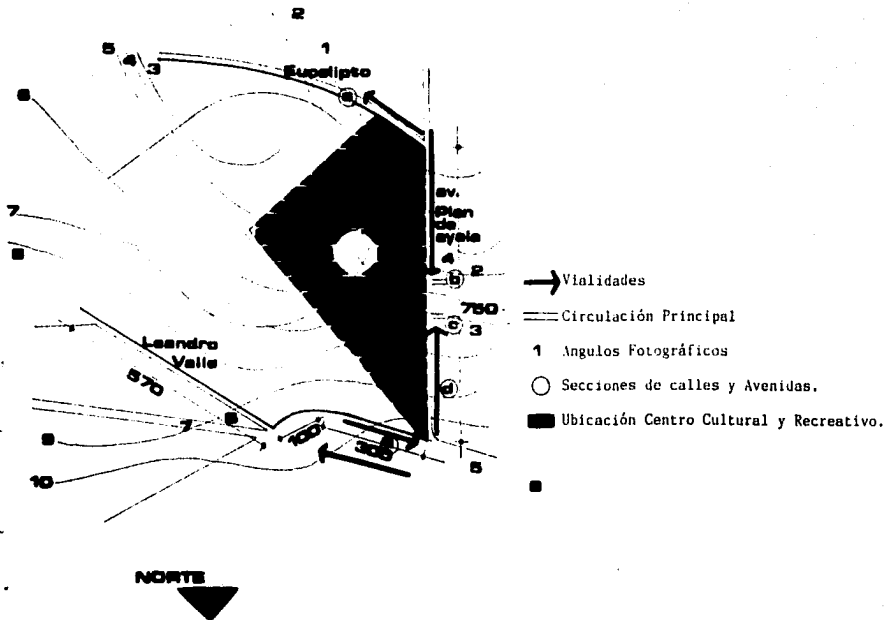 2
1
5
4
3
Eucalipto
a
6
av.
Plan
de
ayala
7
4
2
b
750
c
3
Leandro
Valle
570
d
6
7
100
300
9
5
10
NORTE
Vialidades
Circulación Principal
1 Angulos Fotográficos
Secciones de calles y Avenidas.
Ubicación Centro Cultural y Recreativo.